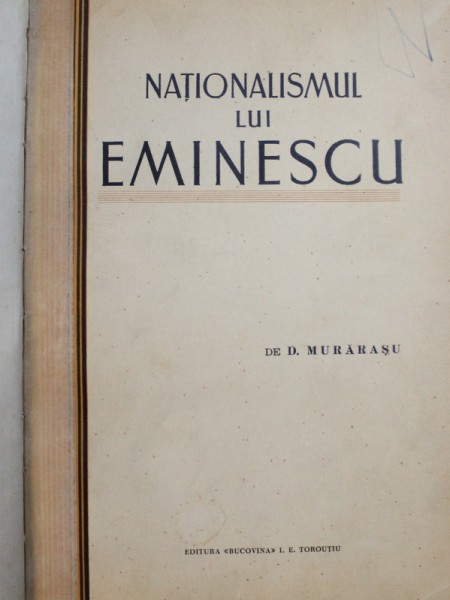 NAȚIONALISMUL
LUI
EMINESCU
DE D. MURĂRAȘU
EDITURA «BUCOVINA» I. E. TOROUȚIU